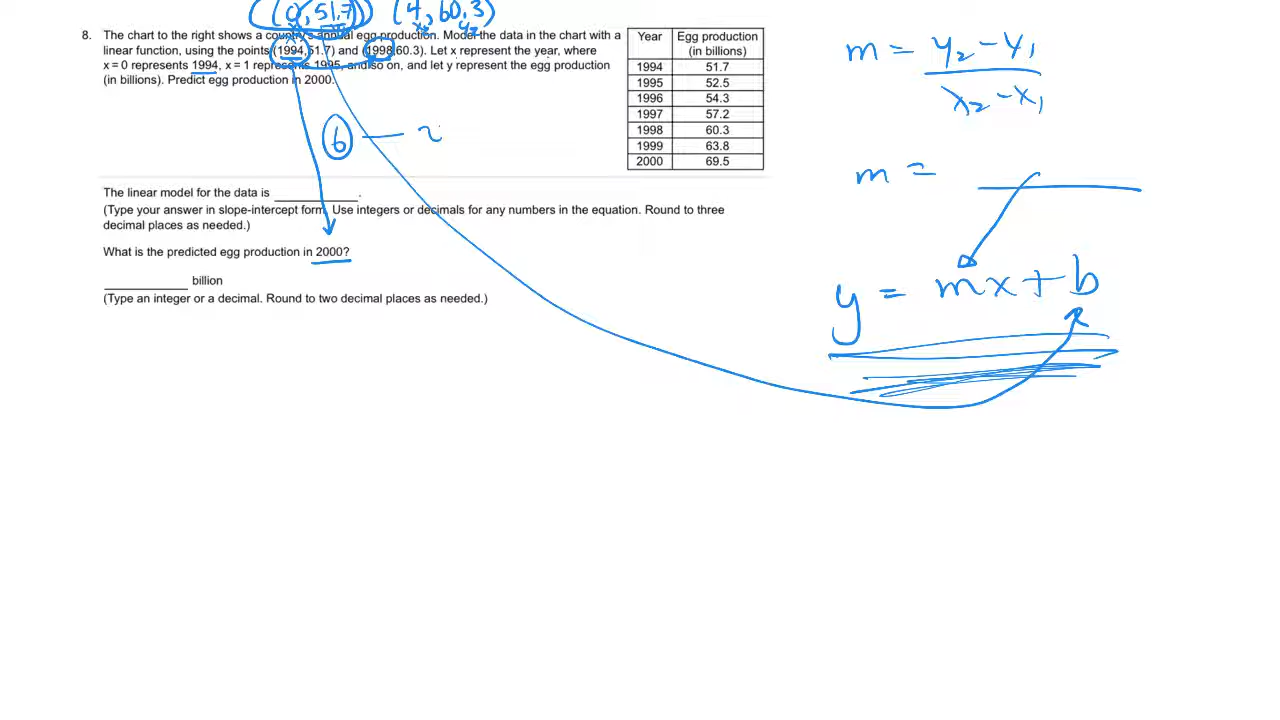 (0,51.7) (4,60.3)
x₂ y₂
8. The chart to the right shows a country's annual egg production. Model the data in the chart with a
linear function, using the points (1994,51.7) and (1998,60.3). Let x represent the year, where
x = 0 represents 1994, x = 1 represents 1995, and so on, and let y represent the egg production
(in billions). Predict egg production in 2000.
Year Egg production
(in billions)
1994 51.7
1995 52.5
1996 54.3
1997 57.2
1998 60.3
1999 63.8
2000 69.5
6
The linear model for the data is ____________.
(Type your answer in slope-intercept form. Use integers or decimals for any numbers in the equation. Round to three
decimal places as needed.)
What is the predicted egg production in 2000?
____________ billion
(Type an integer or a decimal. Round to two decimal places as needed.)
m = y₂ - y₁
x₂ - x₁
m =
y = mx + b